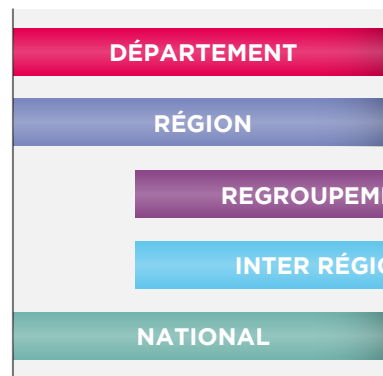 DÉPARTEMENT
RÉGION
REGROUPEM
INTER RÉGIO
NATIONAL